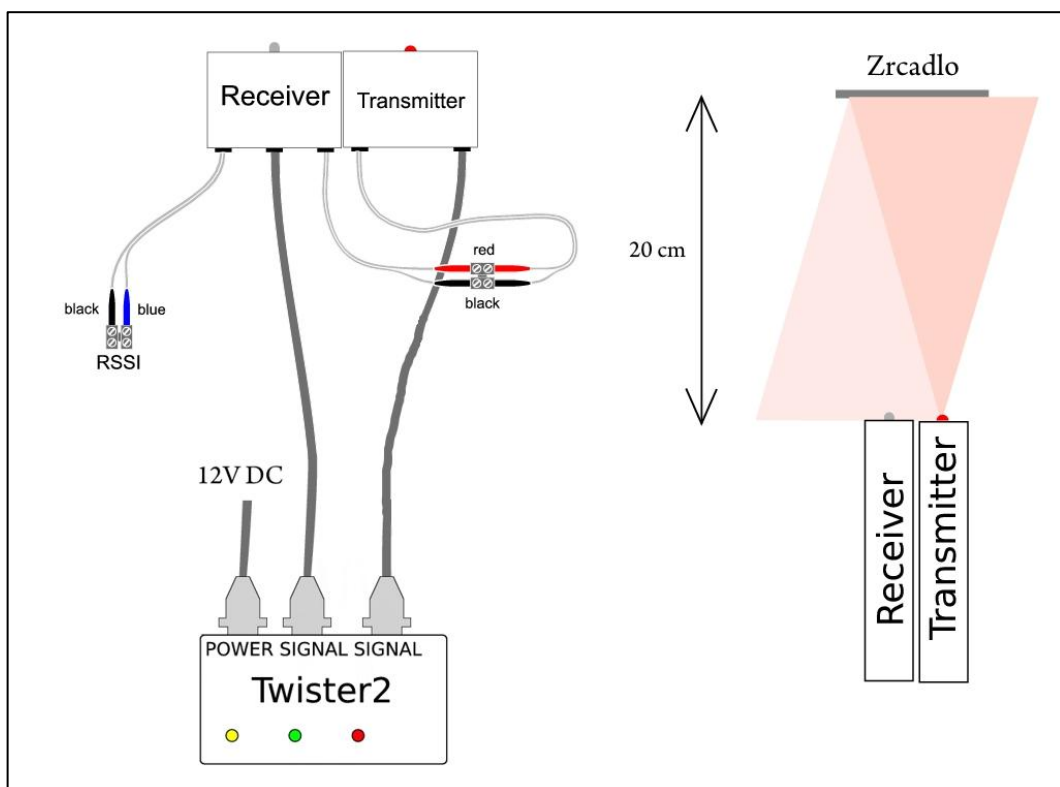 Receiver
Transmitter
red
black
black
blue
RSSI
12V DC
POWER SIGNAL SIGNAL
Twister2
Zrcadlo
20 cm
Receiver
Transmitter